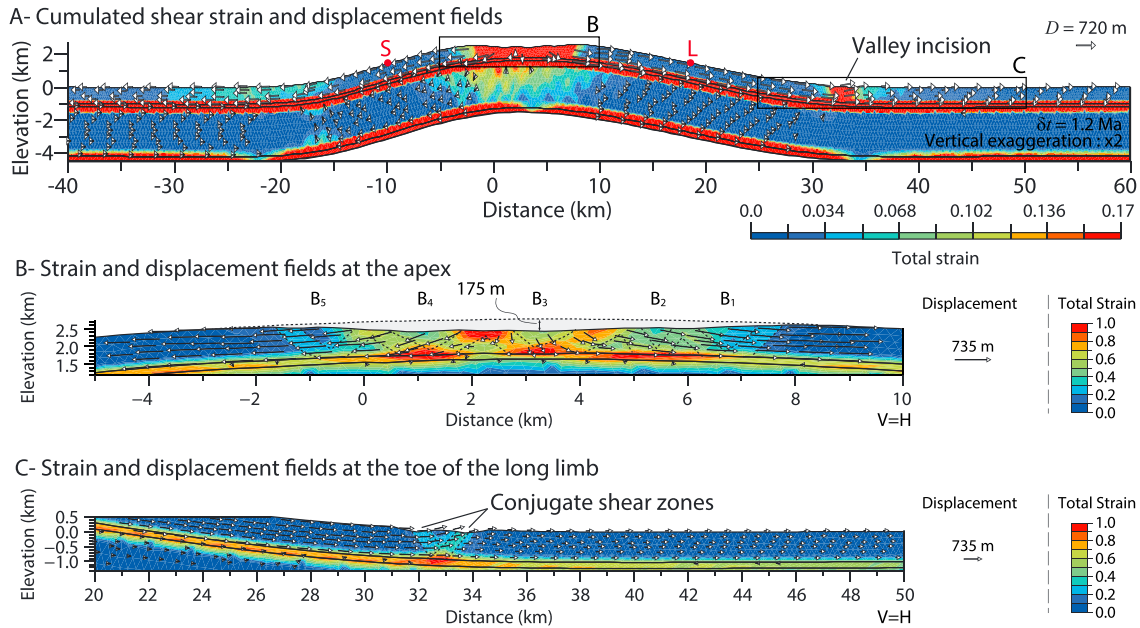 A- Cumulated shear strain and displacement fields
D = 720 m
B
S
L
Valley incision
C
Elevation (km)
2
0
−2
−4
δt = 1.2 Ma
Vertical exaggeration : x2
-40 -30 -20 -10 0 10 20 30 40 50 60
Distance (km)
0.0 0.034 0.068 0.102 0.136 0.17
Total strain
B- Strain and displacement fields at the apex
175 m
B5 B4 B3 B2 B1
Elevation (km)
2.5
2.0
1.5
−4 −2 0 2 4 6 8 10
Distance (km)
V=H
Displacement
735 m
Total Strain
1.0
0.8
0.6
0.4
0.2
0.0
C- Strain and displacement fields at the toe of the long limb
Conjugate shear zones
Elevation (km)
0.5
0.0
−0.5
−1.0
20 22 24 26 28 30 32 34 36 38 40 42 44 46 48 50
Distance (km)
V=H
Displacement
735 m
Total Strain
1.0
0.8
0.6
0.4
0.2
0.0